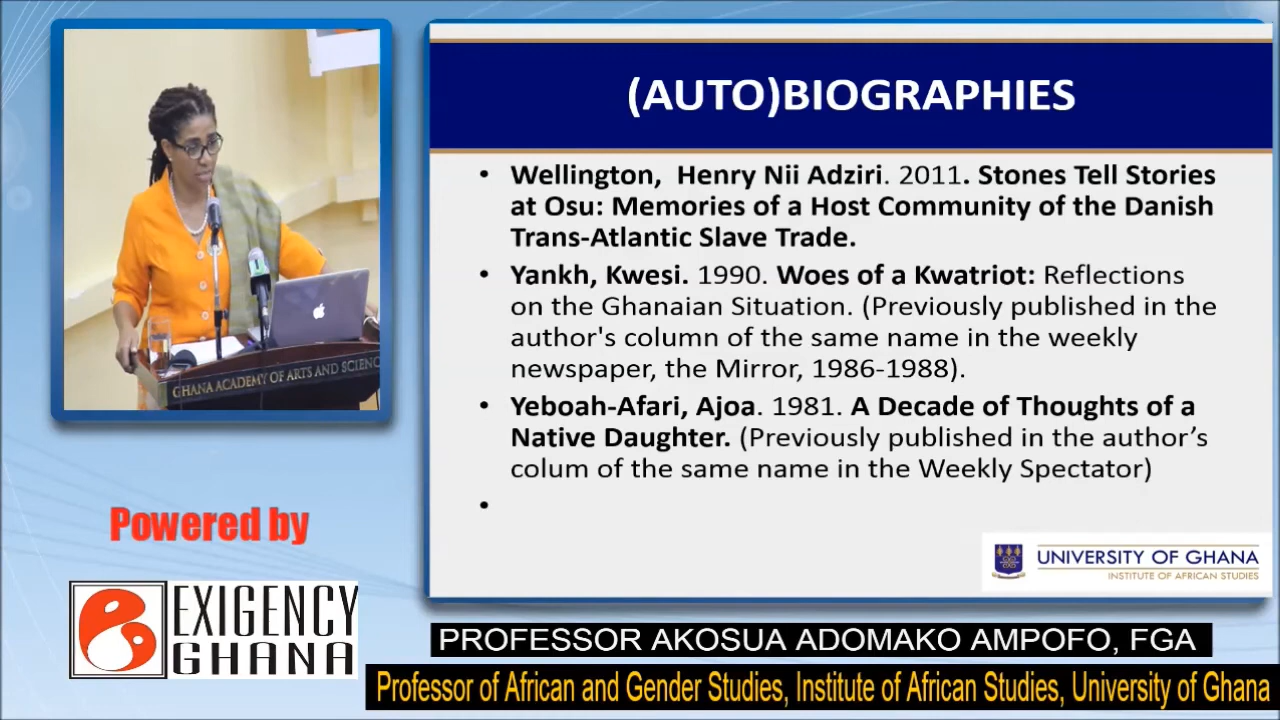 (AUTO)BIOGRAPHIES
• Wellington, Henry Nii Adziri. 2011. Stones Tell Stories
at Osu: Memories of a Host Community of the Danish
Trans-Atlantic Slave Trade.
• Yankh, Kwesi. 1990. Woes of a Kwatriot: Reflections
on the Ghanaian Situation. (Previously published in the
author's column of the same name in the weekly
newspaper, the Mirror, 1986-1988).
• Yeboah-Afari, Ajoa. 1981. A Decade of Thoughts of a
Native Daughter. (Previously published in the author’s
colum of the same name in the Weekly Spectator)
•
UNIVERSITY OF GHANA
INSTITUTE OF AFRICAN STUDIES
GHANA ACADEMY OF ARTS AND SCIENC
Powered by
EXIGENCY
GHANA
PROFESSOR AKOSUA ADOMAKO AMPOFO, FGA
Professor of African and Gender Studies, Institute of African Studies, University of Ghana